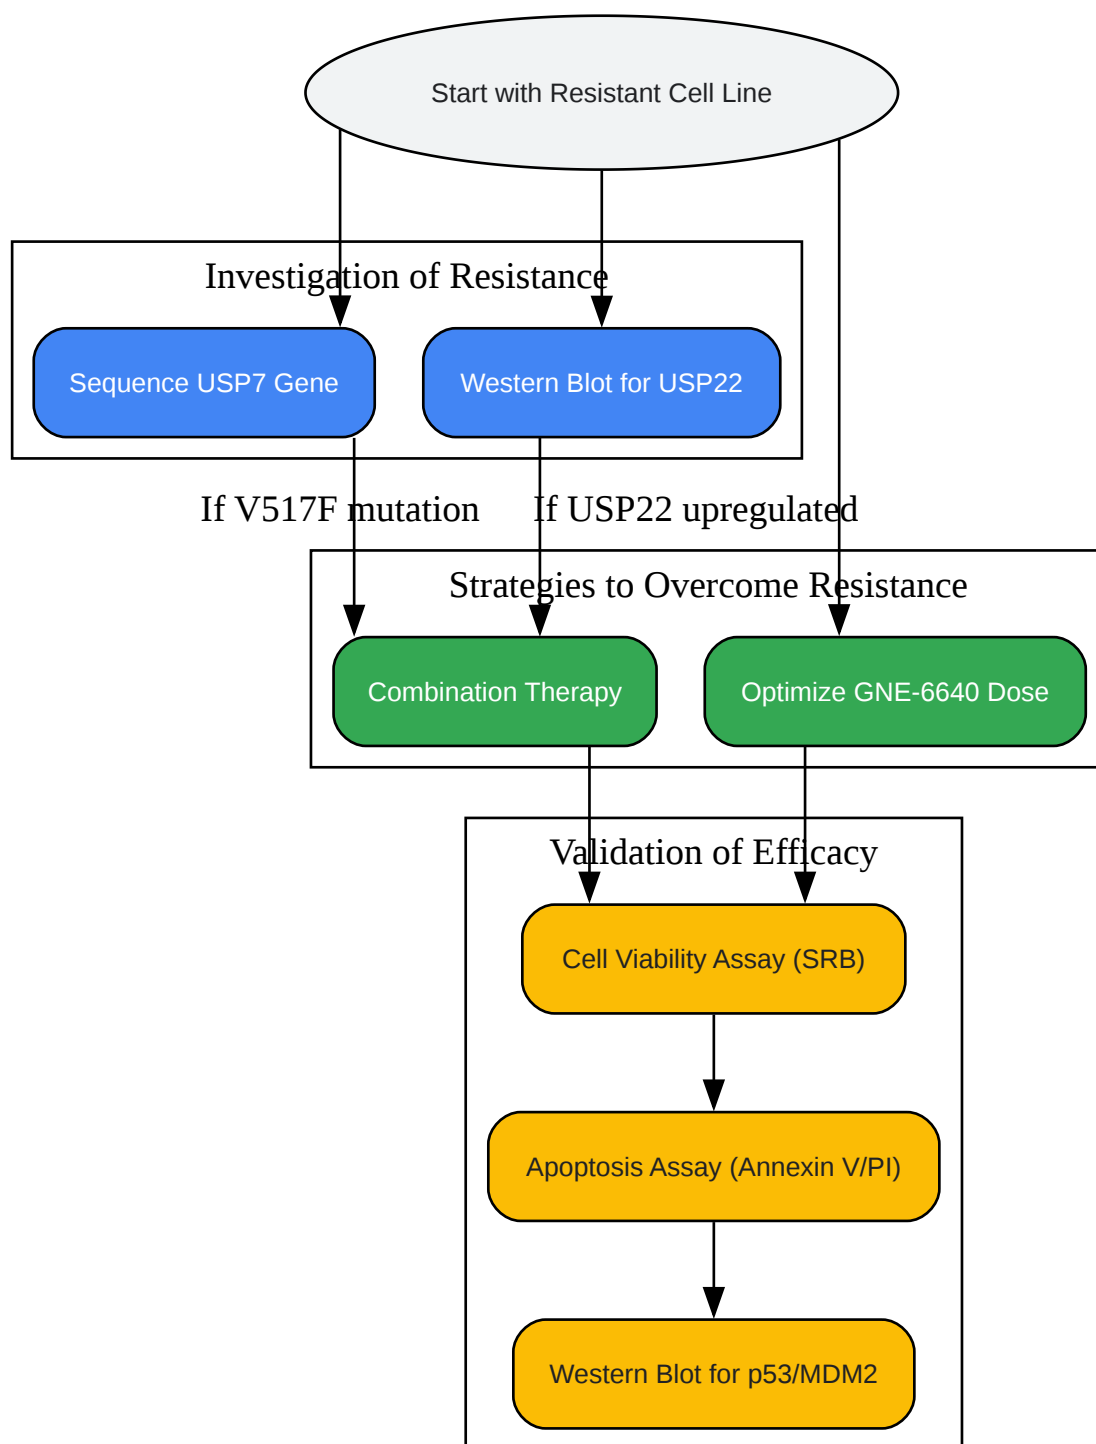 Start with Resistant Cell Line
Investigation of Resistance
Sequence USP7 Gene
Western Blot for USP22
If V517F mutation
If USP22 upregulated
Strategies to Overcome Resistance
Combination Therapy
Optimize GNE-6640 Dose
Validation of Efficacy
Cell Viability Assay (SRB)
Apoptosis Assay (Annexin V/PI)
Western Blot for p53/MDM2